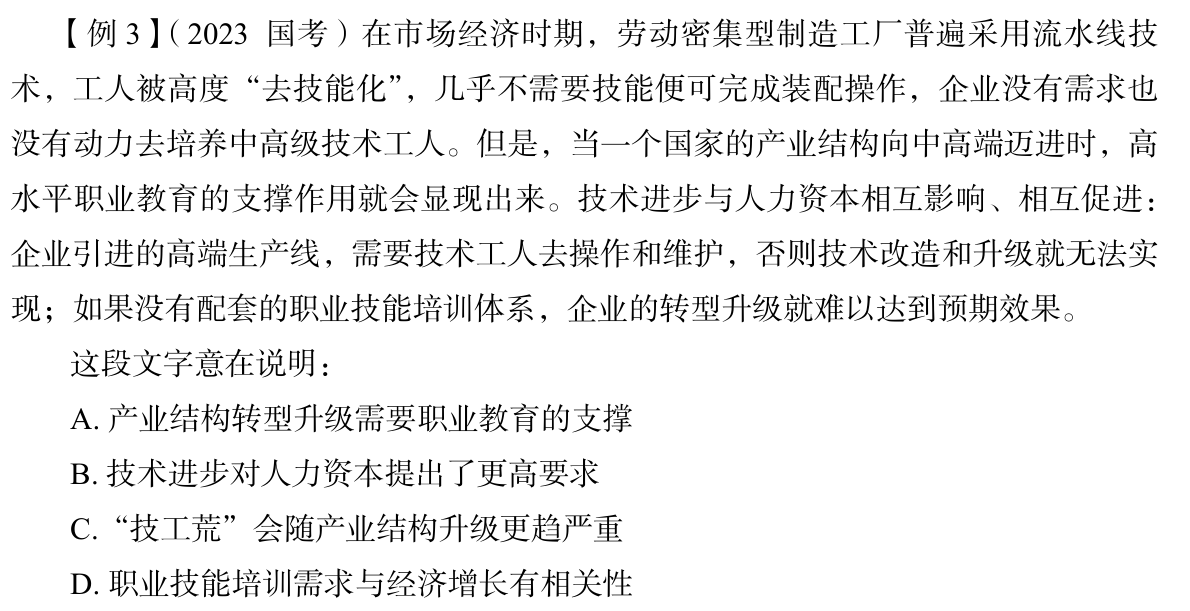 【例 3】（2023 国考）在市场经济时期，劳动密集型制造工厂普遍采用流水线技
术，工人被高度“去技能化”，几乎不需要技能便可完成装配操作，企业没有需求也
没有动力去培养中高级技术工人。但是，当一个国家的产业结构向中高端迈进时，高
水平职业教育的支撑作用就会显现出来。技术进步与人力资本相互影响、相互促进：
企业引进的高端生产线，需要技术工人去操作和维护，否则技术改造和升级就无法实
现；如果没有配套的职业技能培训体系，企业的转型升级就难以达到预期效果。
这段文字意在说明：
A. 产业结构转型升级需要职业教育的支撑
B. 技术进步对人力资本提出了更高要求
C. “技工荒”会随产业结构升级更趋严重
D. 职业技能培训需求与经济增长有相关性